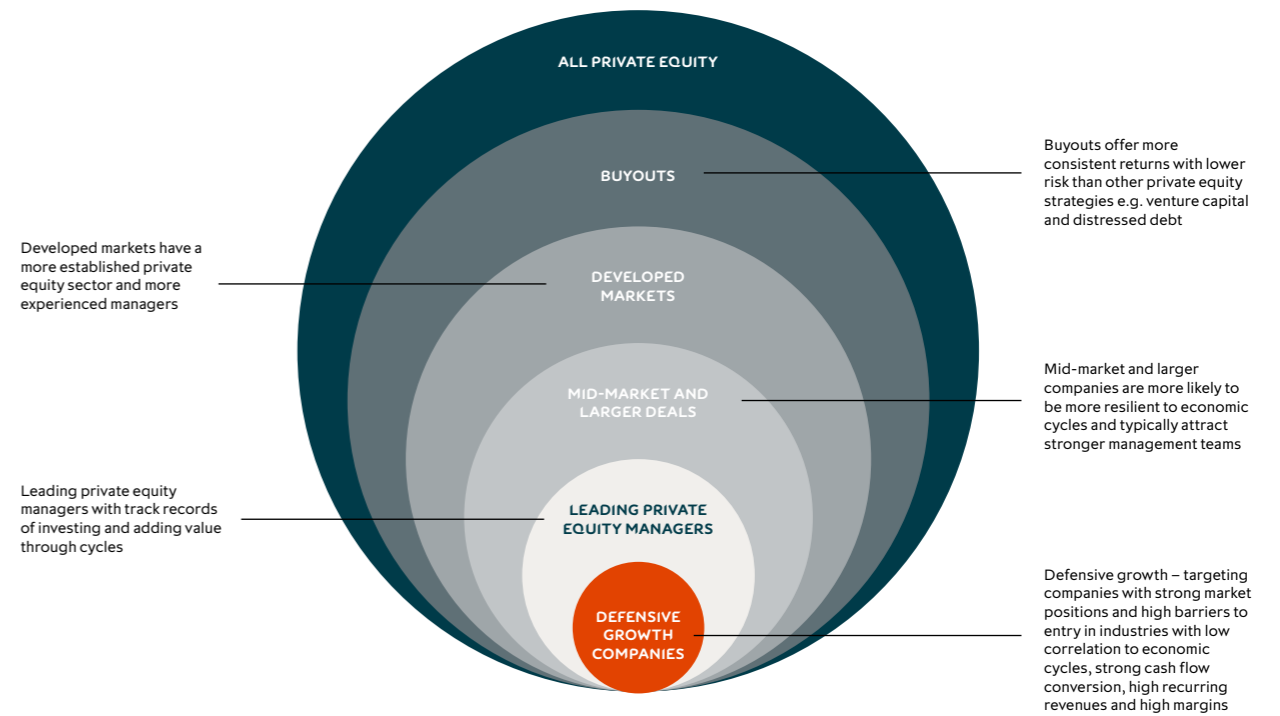 ALL PRIVATE EQUITY
BUYOUTS
Buyouts offer more
consistent returns with lower
risk than other private equity
strategies e.g. venture capital
and distressed debt
Developed markets have a
more established private
equity sector and more
experienced managers
DEVELOPED
MARKETS
MID-MARKET AND
LARGER DEALS
Mid-market and larger
companies are more likely to
be more resilient to economic
cycles and typically attract
stronger management teams
Leading private equity
managers with track records
of investing and adding value
through cycles
LEADING PRIVATE
EQUITY MANAGERS
DEFENSIVE
GROWTH
COMPANIES
Defensive growth – targeting
companies with strong market
positions and high barriers to
entry in industries with low
correlation to economic
cycles, strong cash flow
conversion, high recurring
revenues and high margins